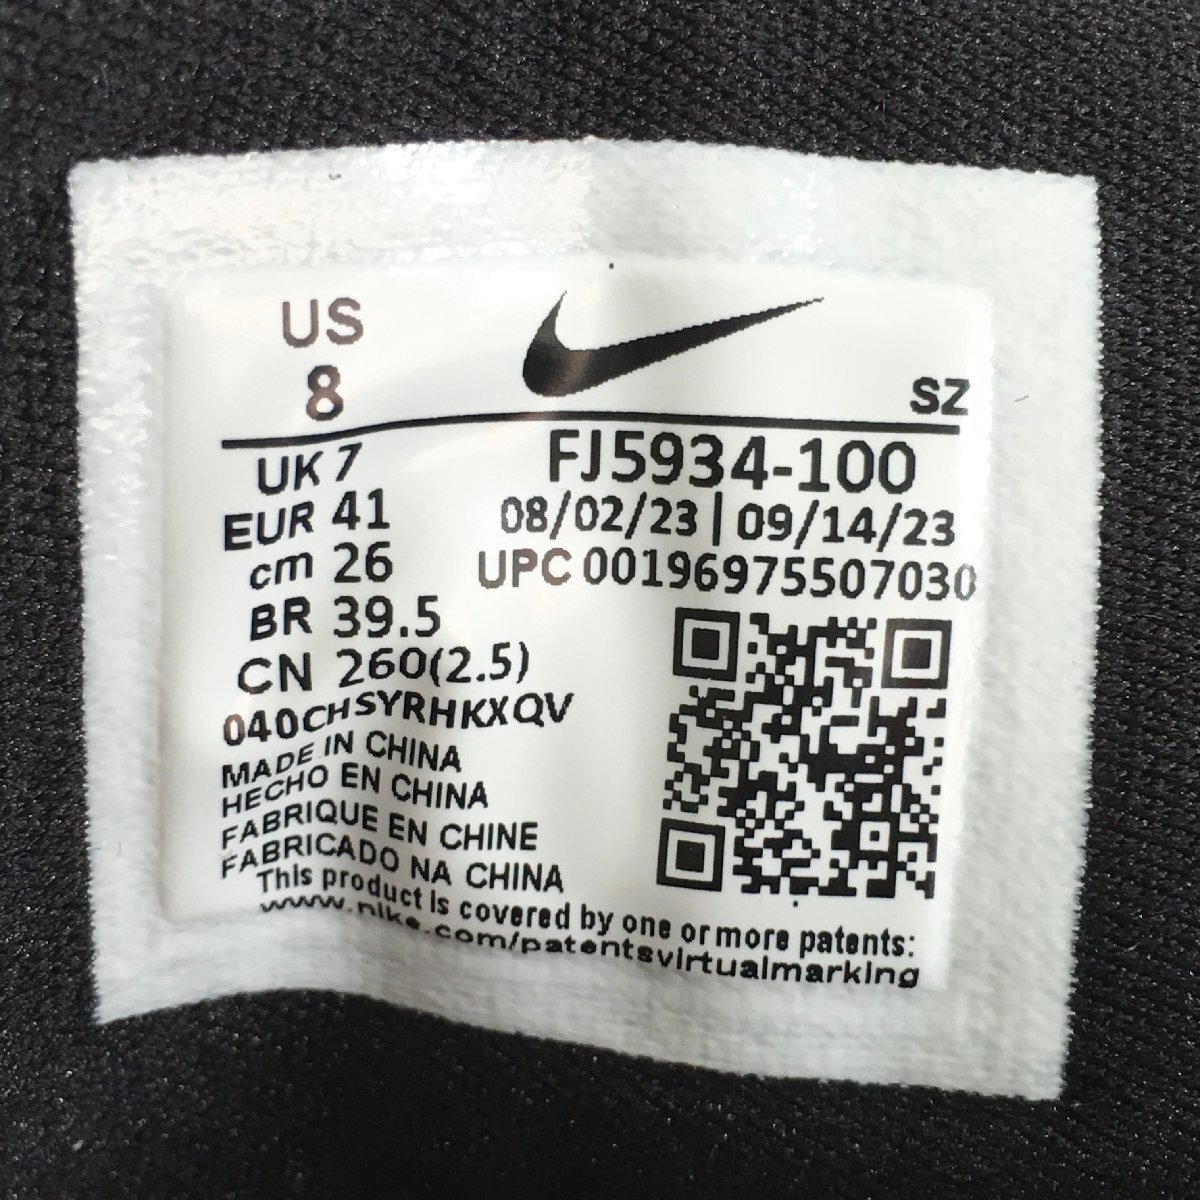 US
8
SZ
UK 7
FJ5934-100
EUR 41
08/02/23 | 09/14/23
cm 26
UPC 00196975507030
BR 39.5
CN 260(2.5)
040CHSYRHKXQV
MADE IN CHINA
HECHO EN CHINA
FABRIQUE EN CHINE
FABRICADO NA CHINA
This product is covered by one or more patents:
www.nike.com/patentsvirtualmarking